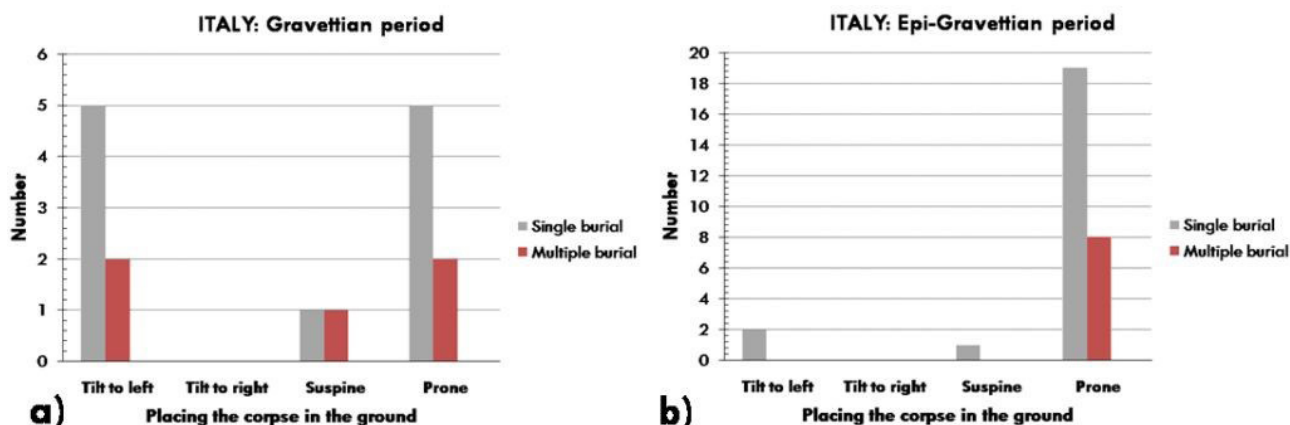 ITALY: Gravettian period
6
5
4
3
2
1
0
Number
Tilt to left Tilt to right Suspine Prone
Placing the corpse in the ground
Single burial
Multiple burial
a)
ITALY: Epi-Gravettian period
20
18
16
14
12
10
8
6
4
2
0
Number
Tilt to left Tilt to right Suspine Prone
Placing the corpse in the ground
Single burial
Multiple burial
b)